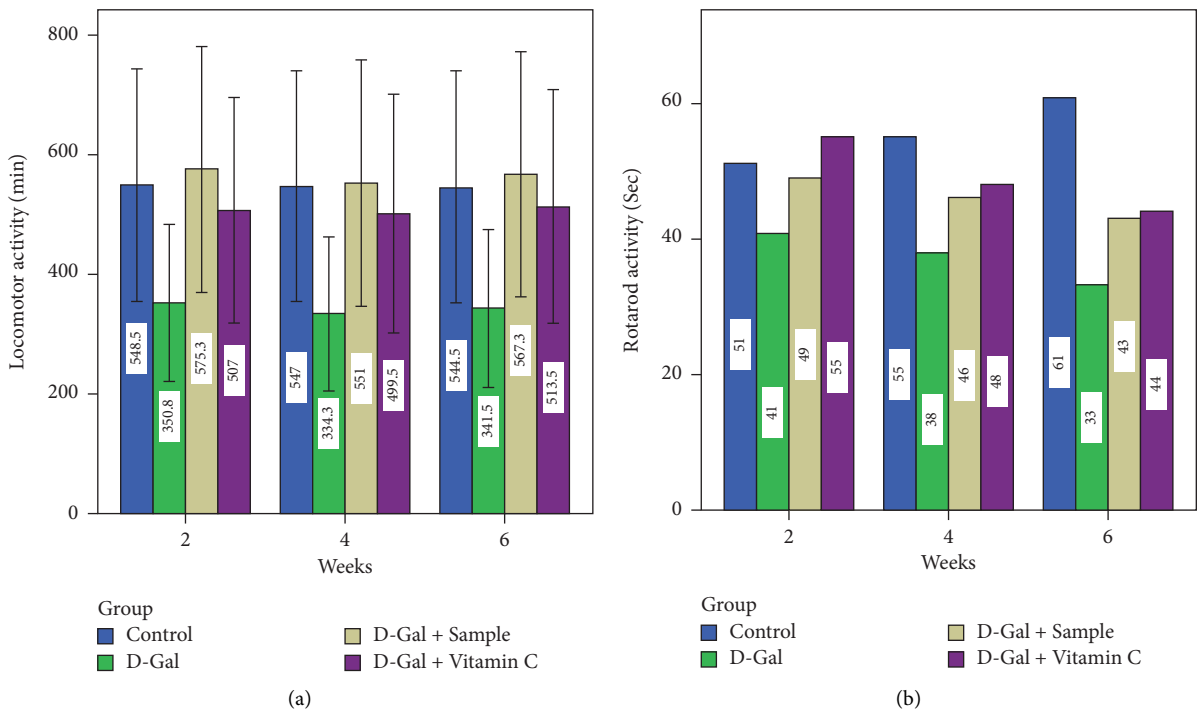 800
600
400
200
0
Locomotor activity (min)
548.5
350.8
575.3
507
547
334.3
551
499.5
544.5
341.5
567.3
513.5
2
4
6
Weeks
Group
Control
D-Gal
D-Gal + Sample
D-Gal + Vitamin C
(a)
60
40
20
0
Rotarod activity (Sec)
51
41
49
55
55
38
46
48
61
33
43
44
2
4
6
Weeks
Group
Control
D-Gal
D-Gal + Sample
D-Gal + Vitamin C
(b)